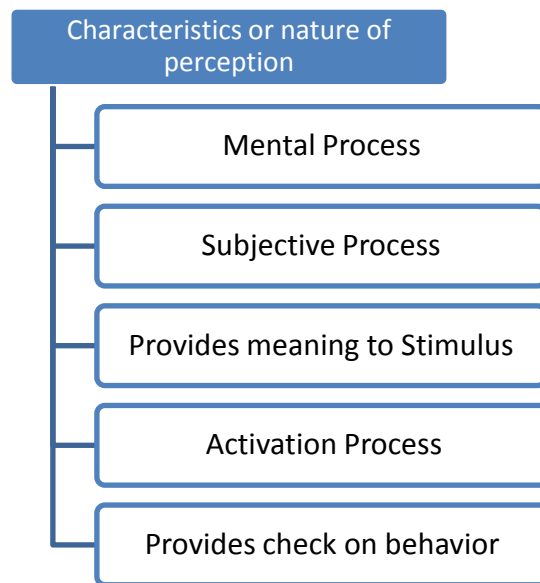 Characteristics or nature of
perception
Mental Process
Subjective Process
Provides meaning to Stimulus
Activation Process
Provides check on behavior